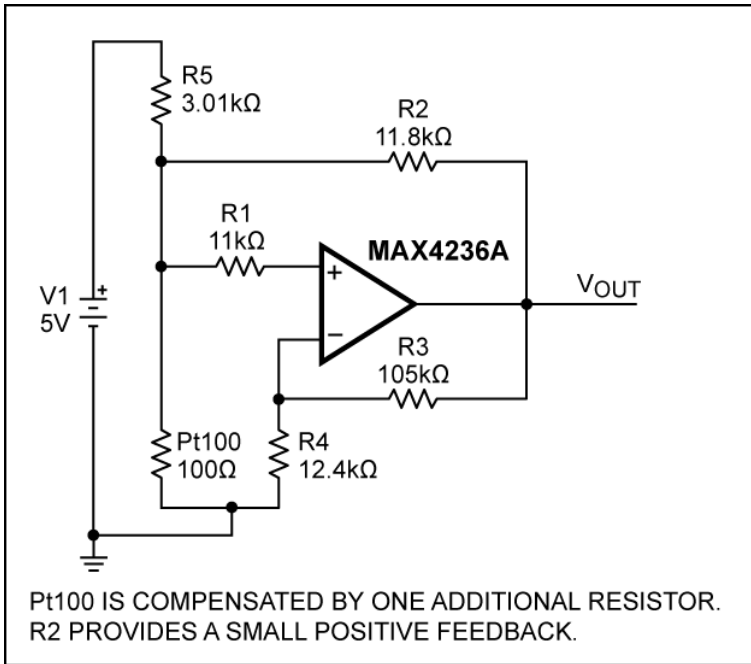 R5
3.01kΩ
R2
11.8kΩ
R1
11kΩ
MAX4236A
+
−
V1
5V
+
VOUT
R3
105kΩ
Pt100
100Ω
R4
12.4kΩ
Pt100 IS COMPENSATED BY ONE ADDITIONAL RESISTOR.
R2 PROVIDES A SMALL POSITIVE FEEDBACK.